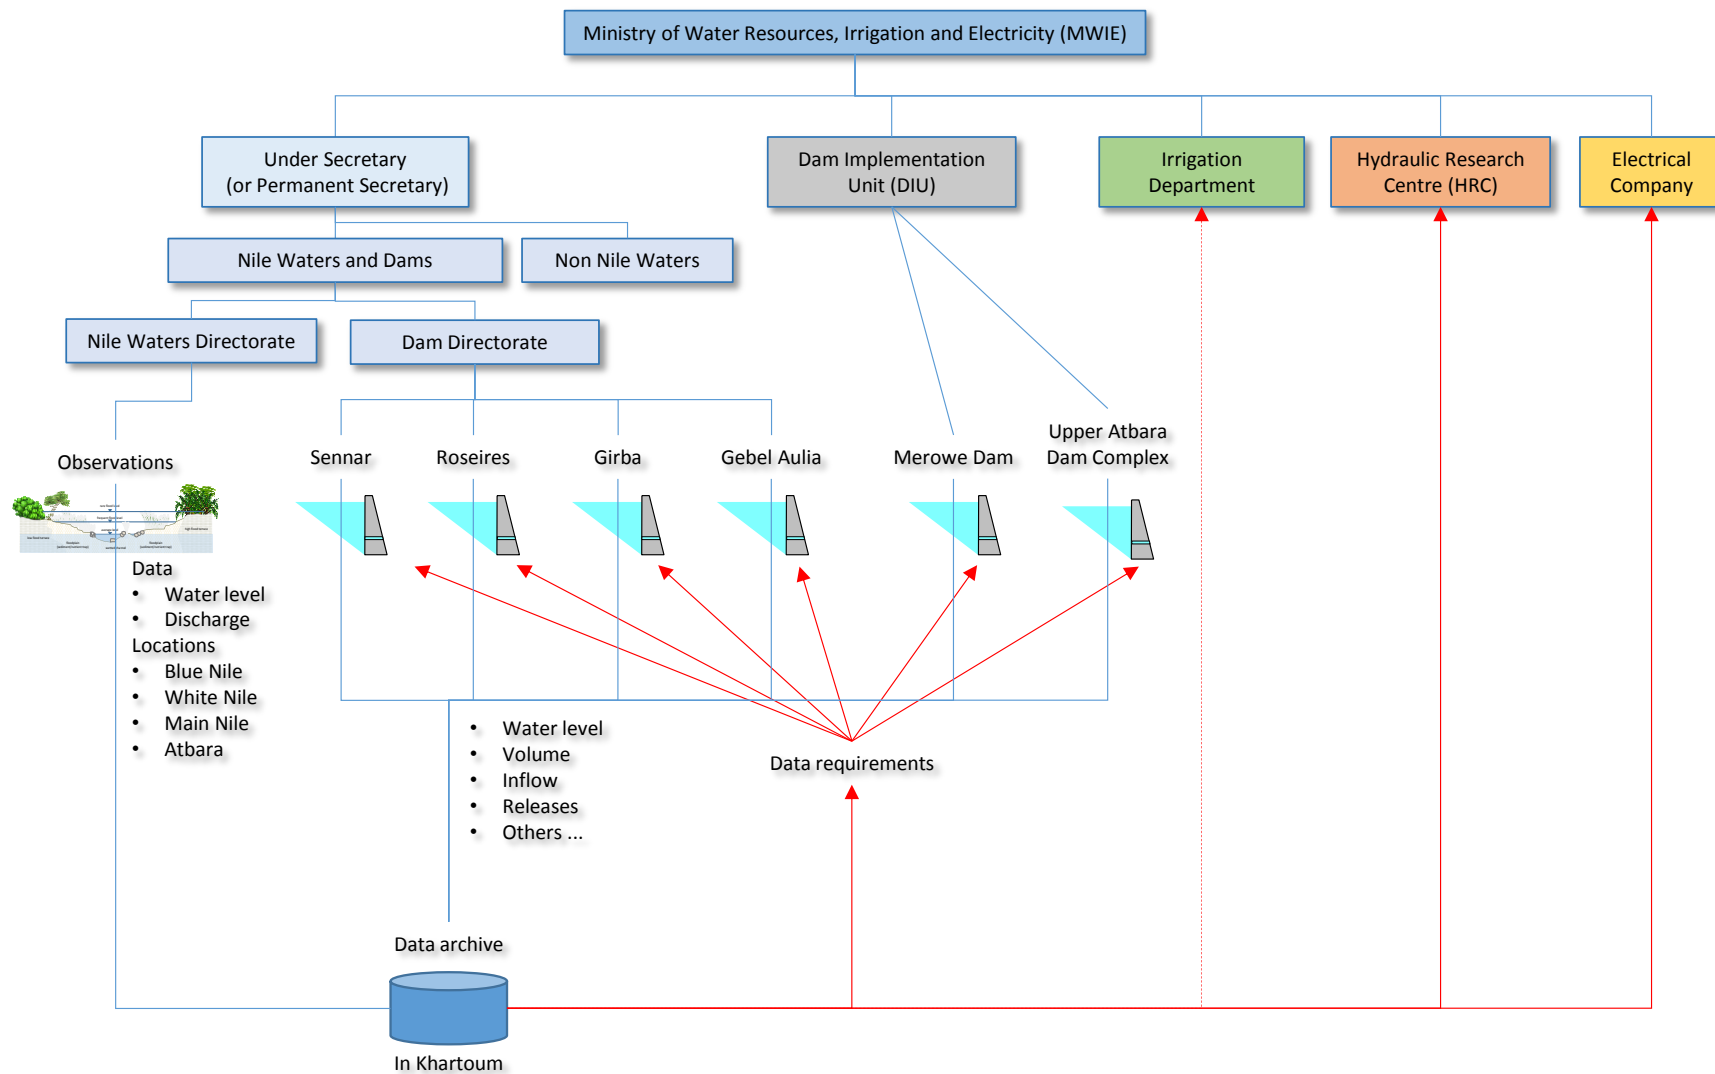 Ministry of Water Resources, Irrigation and Electricity (MWIE)
Under Secretary
(or Permanent Secretary)
Dam Implementation
Unit (DIU)
Irrigation
Department
Hydraulic Research
Centre (HRC)
Electrical
Company
Nile Waters and Dams
Non Nile Waters
Nile Waters Directorate
Dam Directorate
Observations
Sennar
Roseires
Girba
Gebel Aulia
Merowe Dam
Upper Atbara
Dam Complex
Data
• Water level
• Discharge
Locations
• Blue Nile
• White Nile
• Main Nile
• Atbara
• Water level
• Volume
• Inflow
• Releases
• Others ...
Data requirements
Data archive
In Khartoum